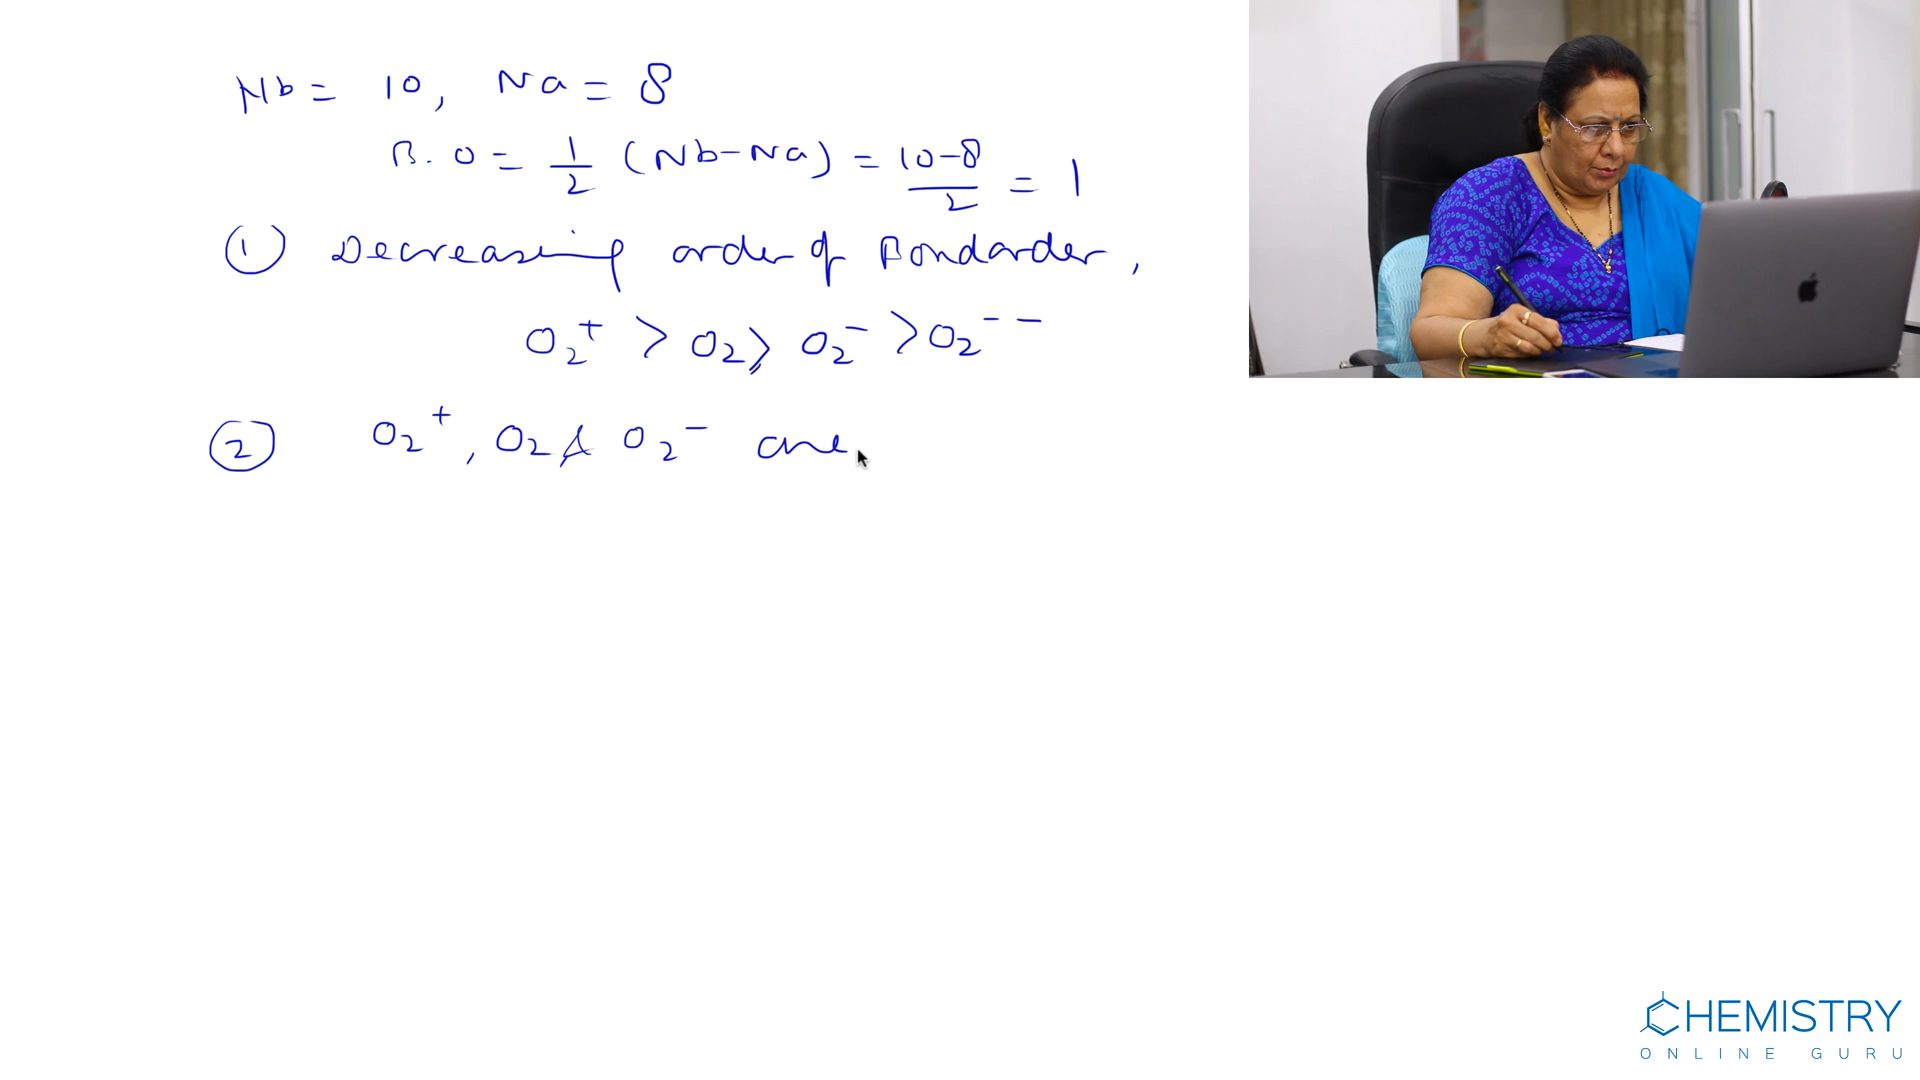 Nb = 10, Na = 8
B.O = 1/2 (Nb-Na) = 10-8/2 = 1
① Decreasing order of Bondorder,
O₂⁺ > O₂ > O₂⁻ > O₂⁻⁻
② O₂⁺, O₂ & O₂⁻ are
CHEMISTRY
ONLINE GURU